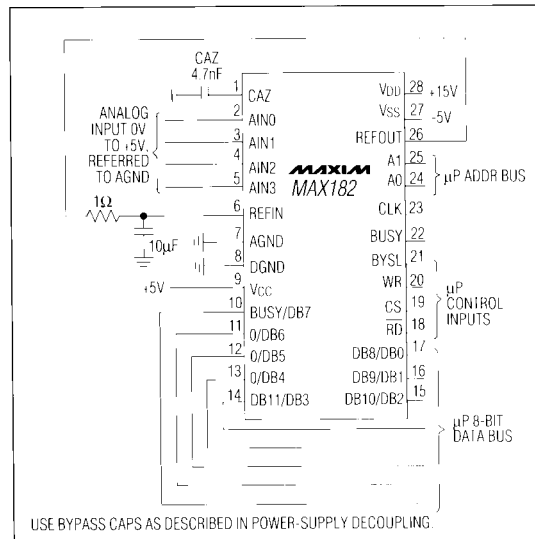 CAZ
4.7nF
1 CAZ
2 AIN0
3 AIN1
4 AIN2
5 AIN3
6 REFIN
7 AGND
8 DGND
9 VCC
10 BUSY/DB7
11 0/DB6
12 0/DB5
13 0/DB4
14 DB11/DB3
ANALOG
INPUT 0V
TO +5V,
REFERRED
TO AGND
1Ω
10µF
+5V
MAXIM
MAX182
VDD 28 +15V
VSS 27 -5V
REFOUT 26
A1 25
A0 24
CLK 23
BUSY 22
BYSL 21
WR 20
CS 19
RD 18
DB8/DB0 17
DB9/DB1 16
DB10/DB2 15
µP ADDR BUS
µP
CONTROL
INPUTS
µP 8-BIT
DATA BUS
USE BYPASS CAPS AS DESCRIBED IN POWER-SUPPLY DECOUPLING.